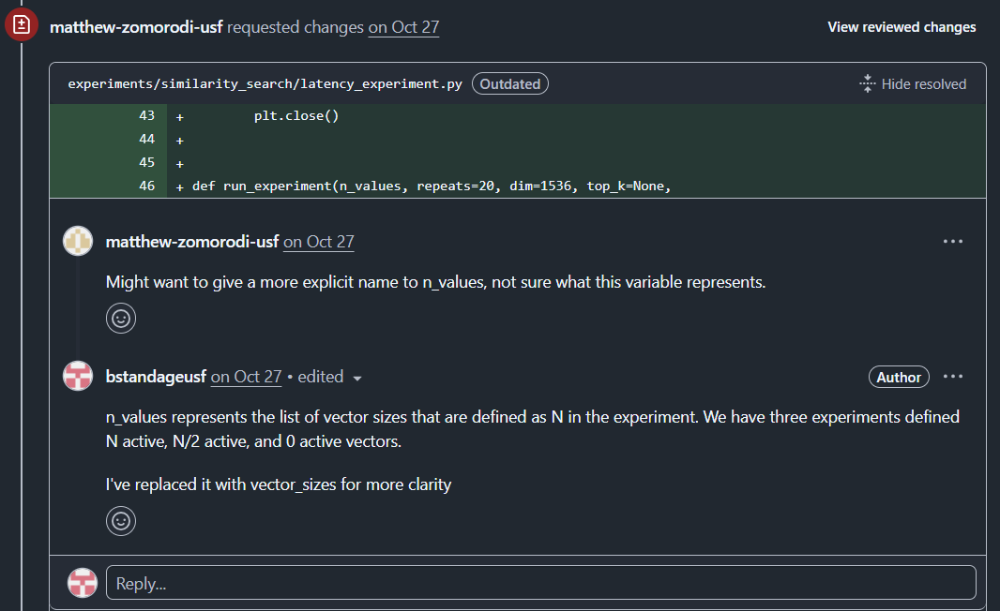 matthew-zomorodi-usf requested changes on Oct 27 View reviewed changes
experiments/similarity_search/latency_experiment.py Outdated Hide resolved
43 + plt.close()
44 +
45 +
46 + def run_experiment(n_values, repeats=20, dim=1536, top_k=None,
matthew-zomorodi-usf on Oct 27
Might want to give a more explicit name to n_values, not sure what this variable represents.
bstandageusf on Oct 27 • edited Author
n_values represents the list of vector sizes that are defined as N in the experiment. We have three experiments defined
N active, N/2 active, and 0 active vectors.
I've replaced it with vector_sizes for more clarity
Reply...